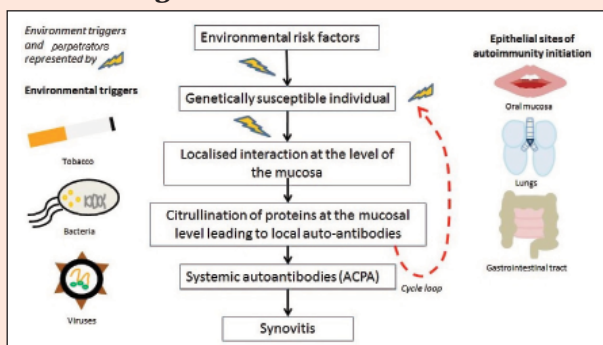 Environment triggers
and perpetrators
represented by
Environmental triggers
Tobacco
Bacteria
Viruses
Environmental risk factors
Genetically susceptible individual
Localised interaction at the level of
the mucosa
Citrullination of proteins at the mucosal
level leading to local auto-antibodies
Systemic autoantibodies (ACPA)
Cycle loop
Synovitis
Epithelial sites of
autoimmunity initiation
Oral mucosa
Lungs
Gastrointestinal tract